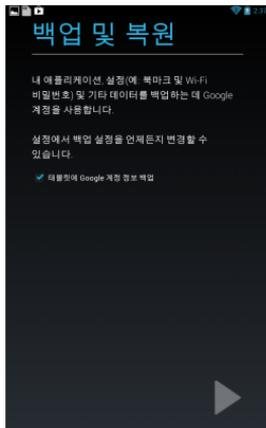 2:37
백업 및 복원
내 애플리케이션, 설정(예: 북마크 및 Wi-Fi
비밀번호) 및 기타 데이터를 백업하는 데 Google
계정을 사용합니다.
설정에서 백업 설정을 언제든지 변경할 수
있습니다.
태블릿에 Google 계정 정보 백업